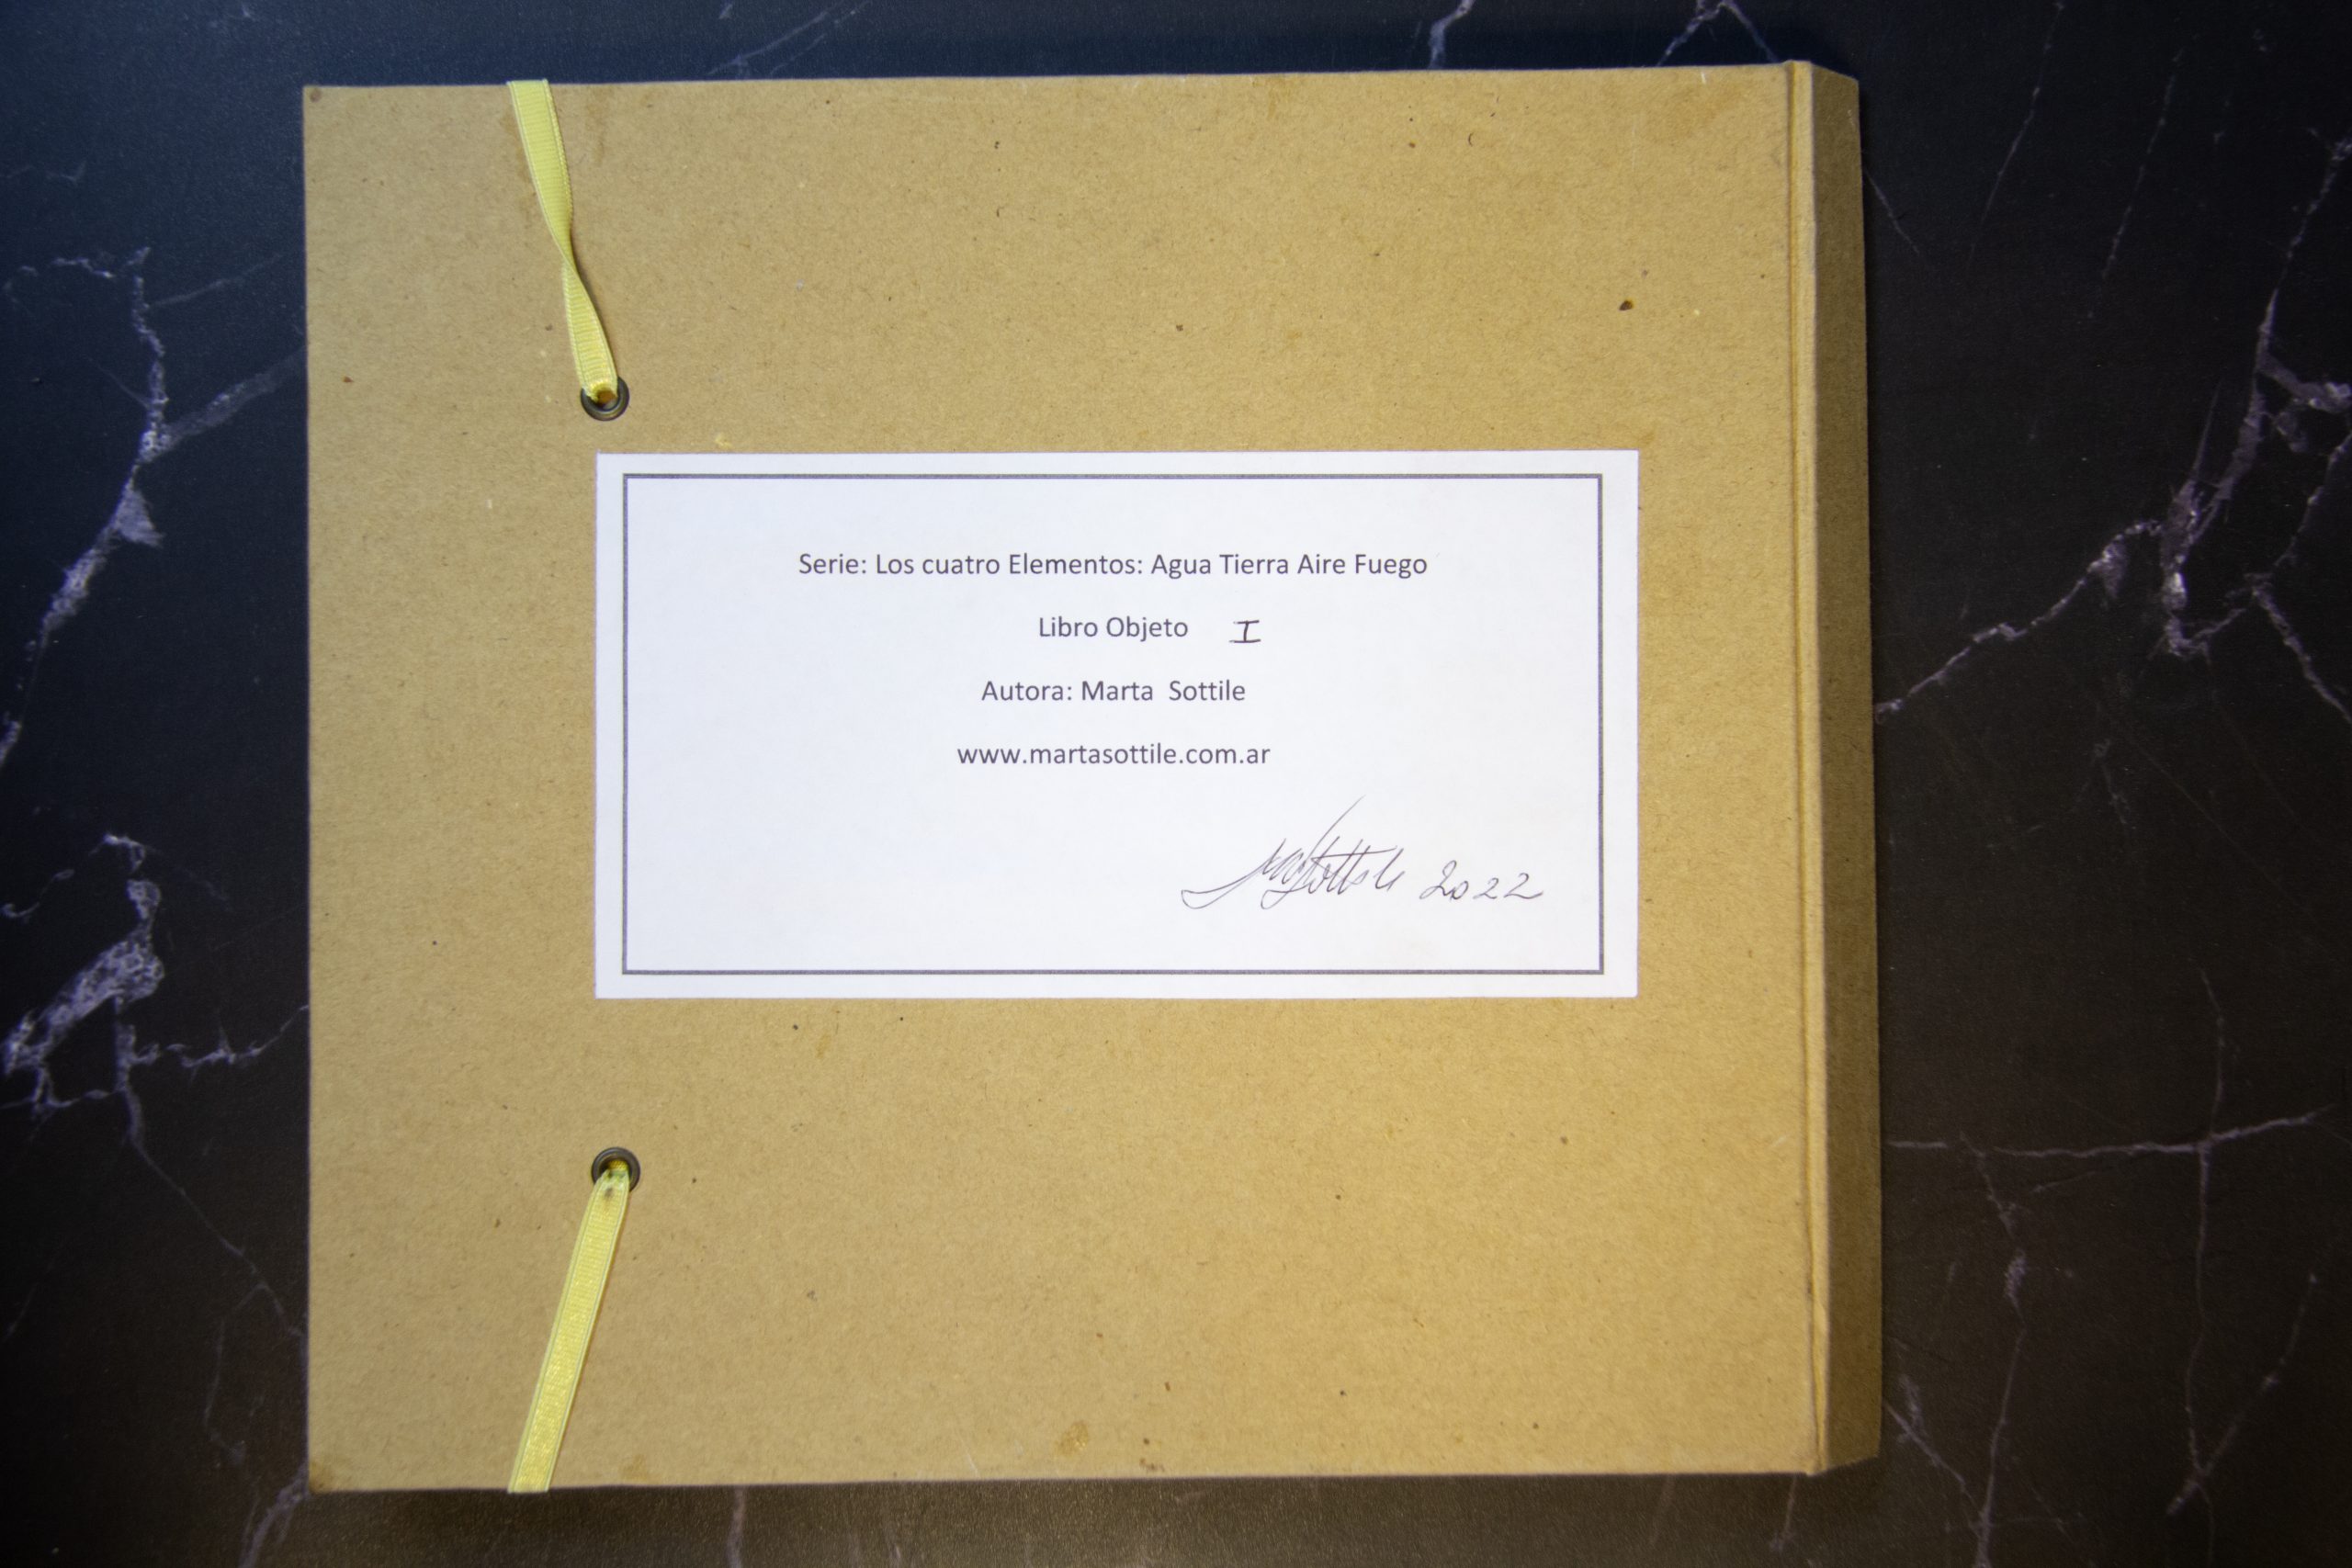 Serie: Los cuatro Elementos: Agua Tierra Aire Fuego
Libro Objeto I
Autora: Marta Sottile
www.martasottile.com.ar
2022